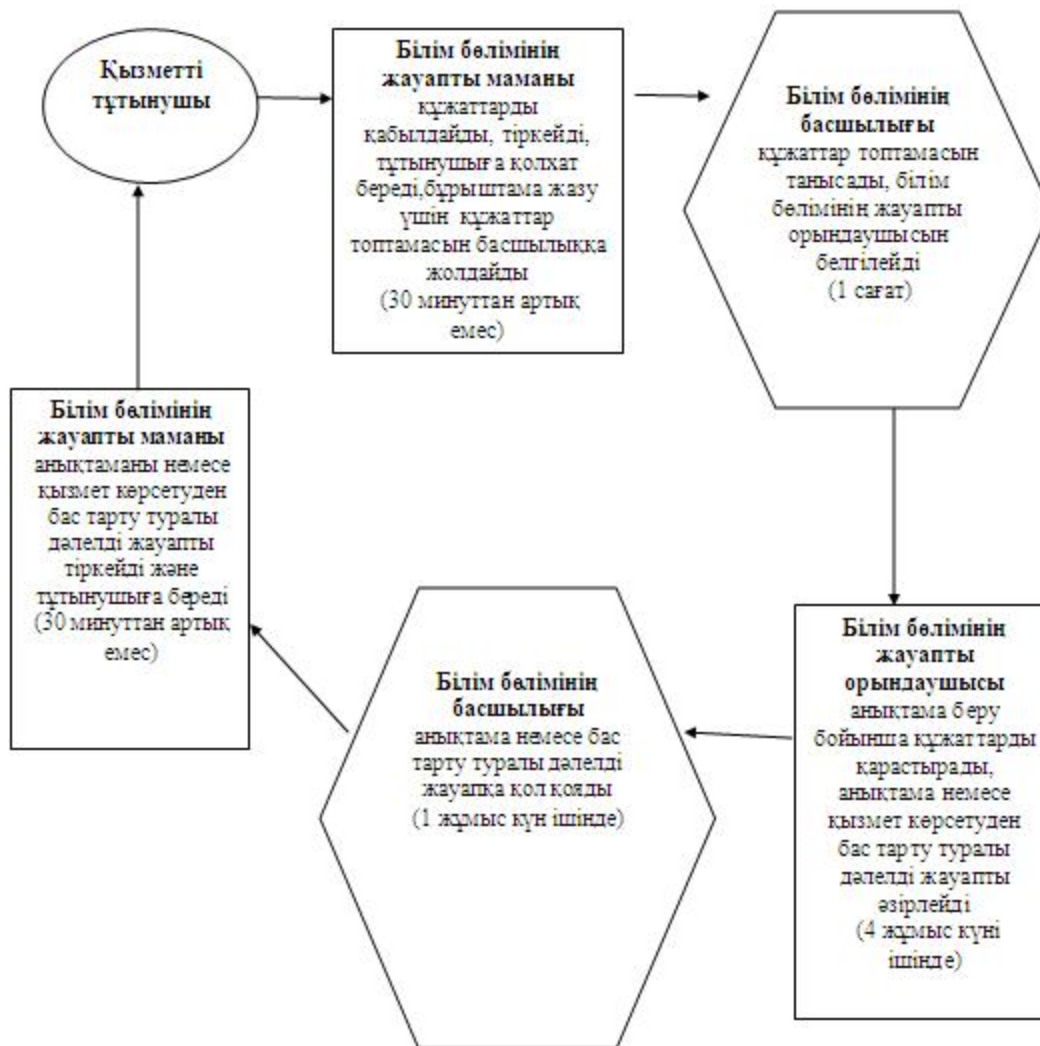 Қызметті
тұтынушы
Білім бөлімінің
жауапты маманы
құжаттарды
қабылдайды, тіркейді,
тұтынушыға қолхат
береді,бұрыштама жазу
үшін құжаттар
топтамасын басшылыққа
жолдайды
(30 минуттан артық
емес)
Білім бөлімінің
басшылығы
құжаттар топтамасын
танысады, білім
бөлімінің жауапты
орындаушысын
белгілейді
(1 сағат)
Білім бөлімінің
жауапты
орындаушысы
анықтама беру
бойынша құжаттарды
қарастырады,
анықтама немесе
қызмет көрсетуден
бас тарту туралы
дәлелді жауапты
әзірлейді
(4 жұмыс күні
ішінде)
Білім бөлімінің
басшылығы
анықтама немесе бас
тарту туралы дәлелді
жауапқа қол қояды
(1 жұмыс күн ішінде)
Білім бөлімінің
жауапты маманы
анықтаманы немесе
қызмет көрсетуден
бас тарту туралы
дәлелді жауапты
тіркейді және
тұтынушыға береді
(30 минуттан артық
емес)